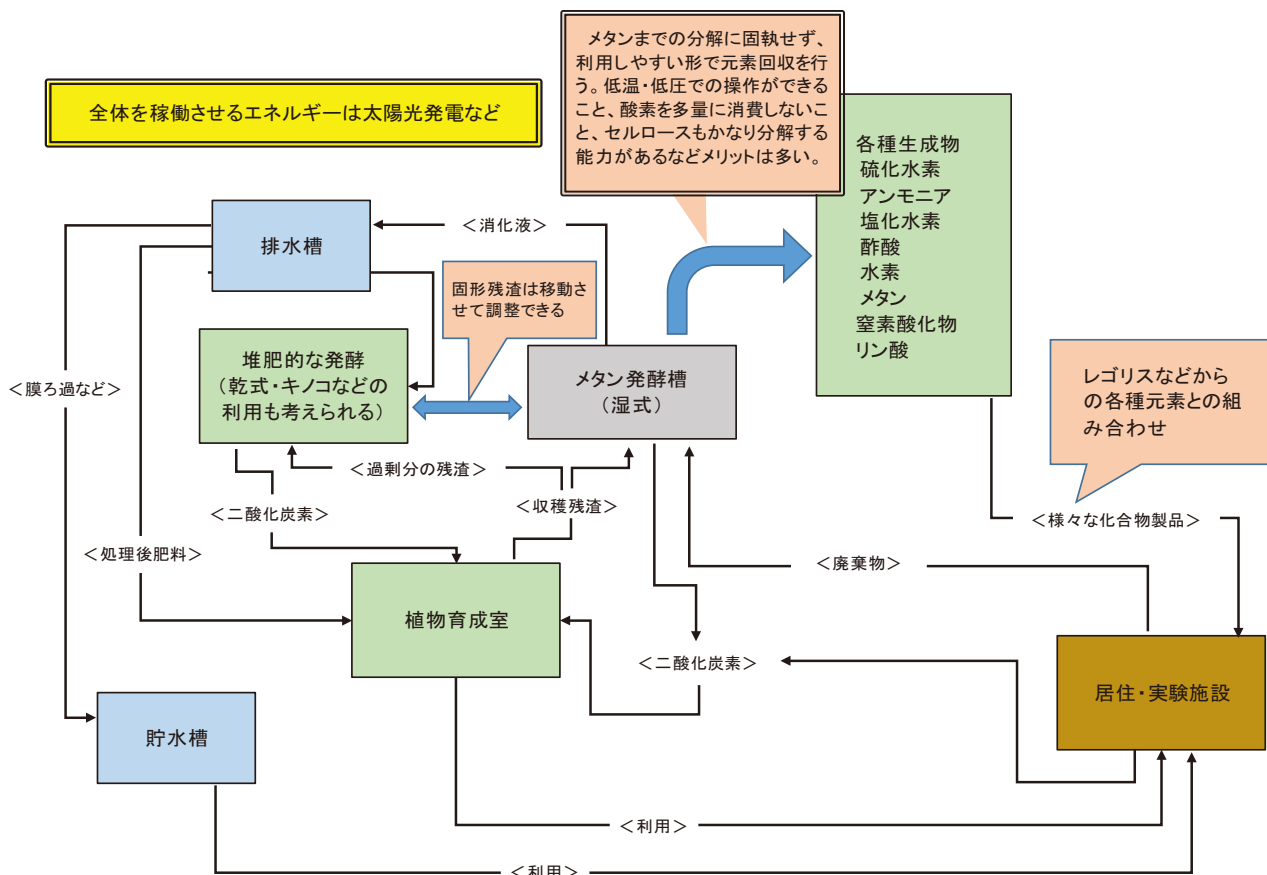 メタンまでの分解に固執せず、
利用しやすい形で元素回収を行
う。低温・低圧での操作ができる
こと、酸素を多量に消費しないこ
と、セルロースもかなり分解する
能力があるなどメリットは多い。
全体を稼働させるエネルギーは太陽光発電など
各種生成物
硫化水素
アンモニア
塩化水素
酢酸
水素
メタン
窒素酸化物
リン酸
排水槽
＜消化液＞
固形残渣は移動さ
せて調整できる
堆肥的な発酵
（乾式・キノコなどの
利用も考えられる）
メタン発酵槽
（湿式）
レゴリスなどから
の各種元素との組
み合わせ
＜膜ろ過など＞
＜過剰分の残渣＞
＜収穫残渣＞
＜二酸化炭素＞
＜様々な化合物製品＞
＜処理後肥料＞
＜廃棄物＞
植物育成室
＜二酸化炭素＞
居住・実験施設
貯水槽
＜利用＞
＜利用＞